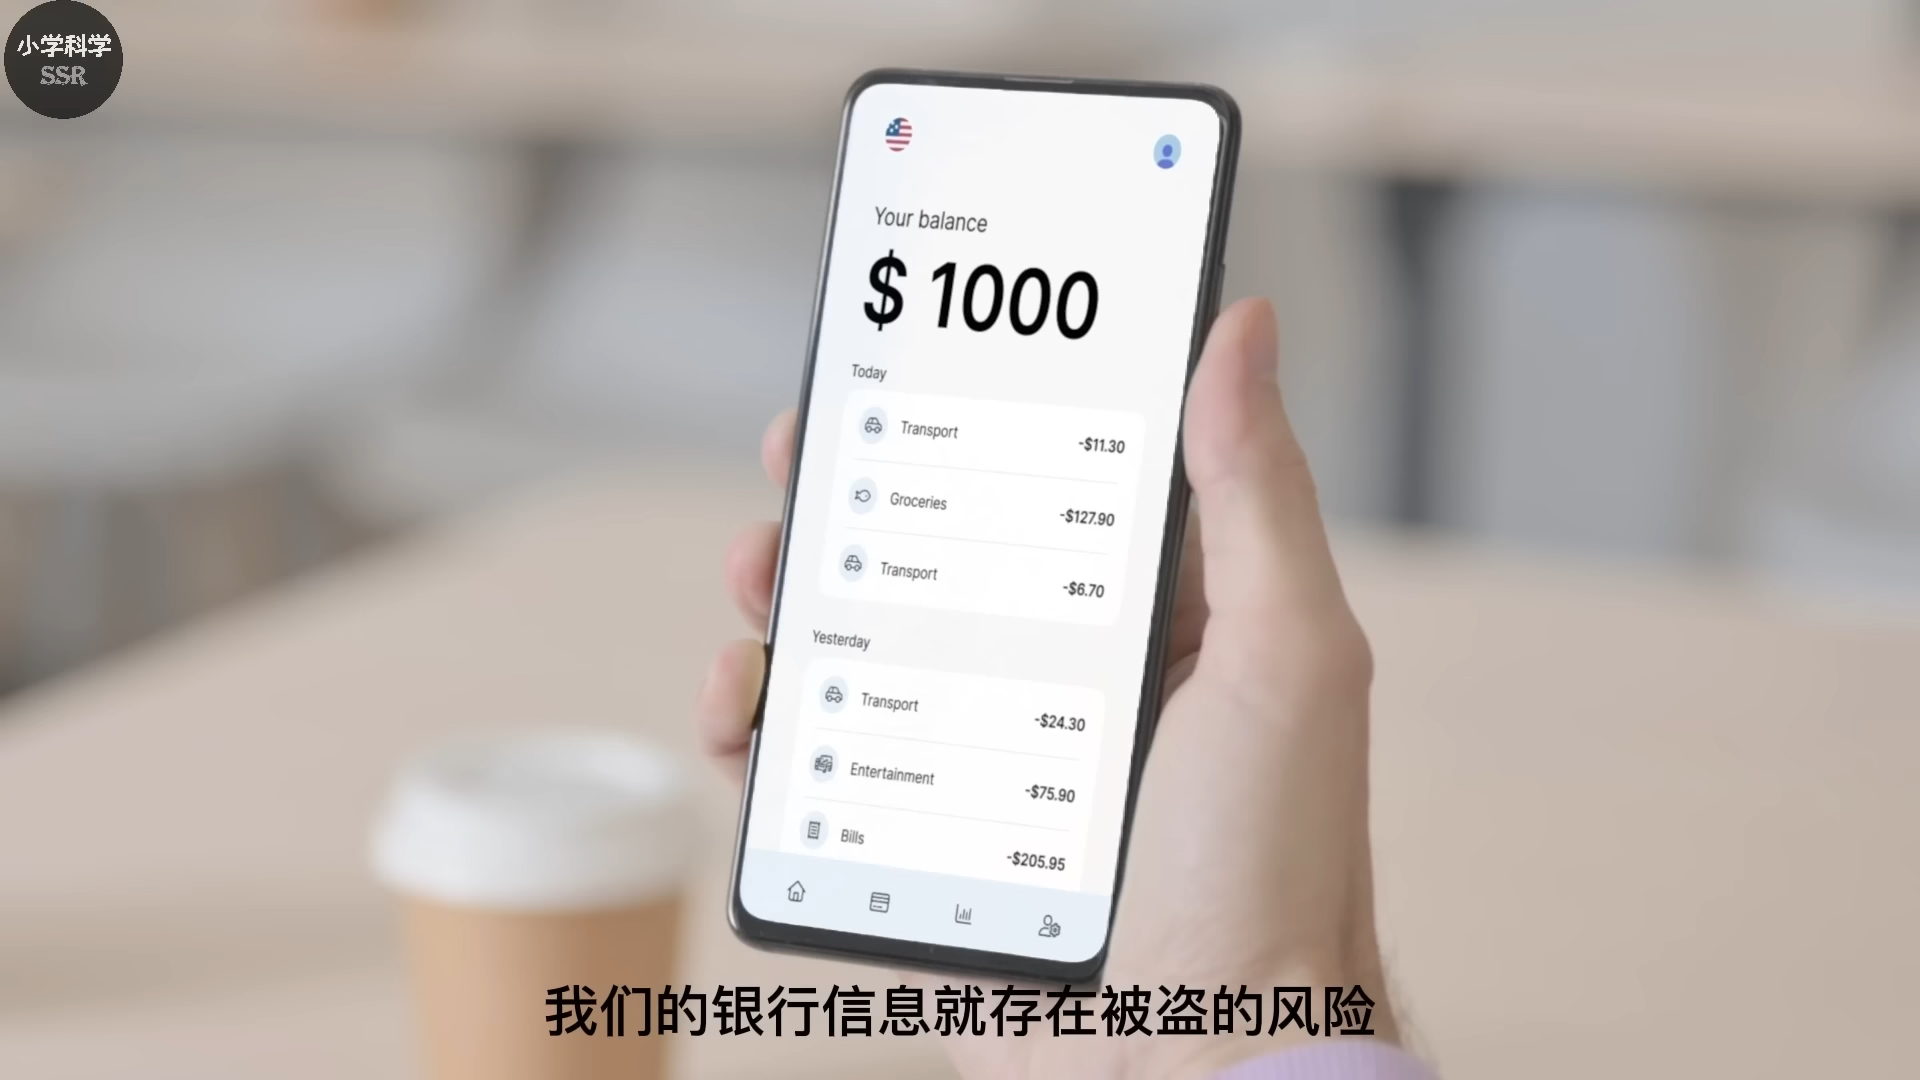 小学科学
SSR
Your balance
$ 1000
Today
Transport -$11.30
Groceries -$127.90
Transport -$6.70
Yesterday
Transport -$24.30
Entertainment -$75.90
Bills -$205.95
我们的银行信息就存在被盗的风险